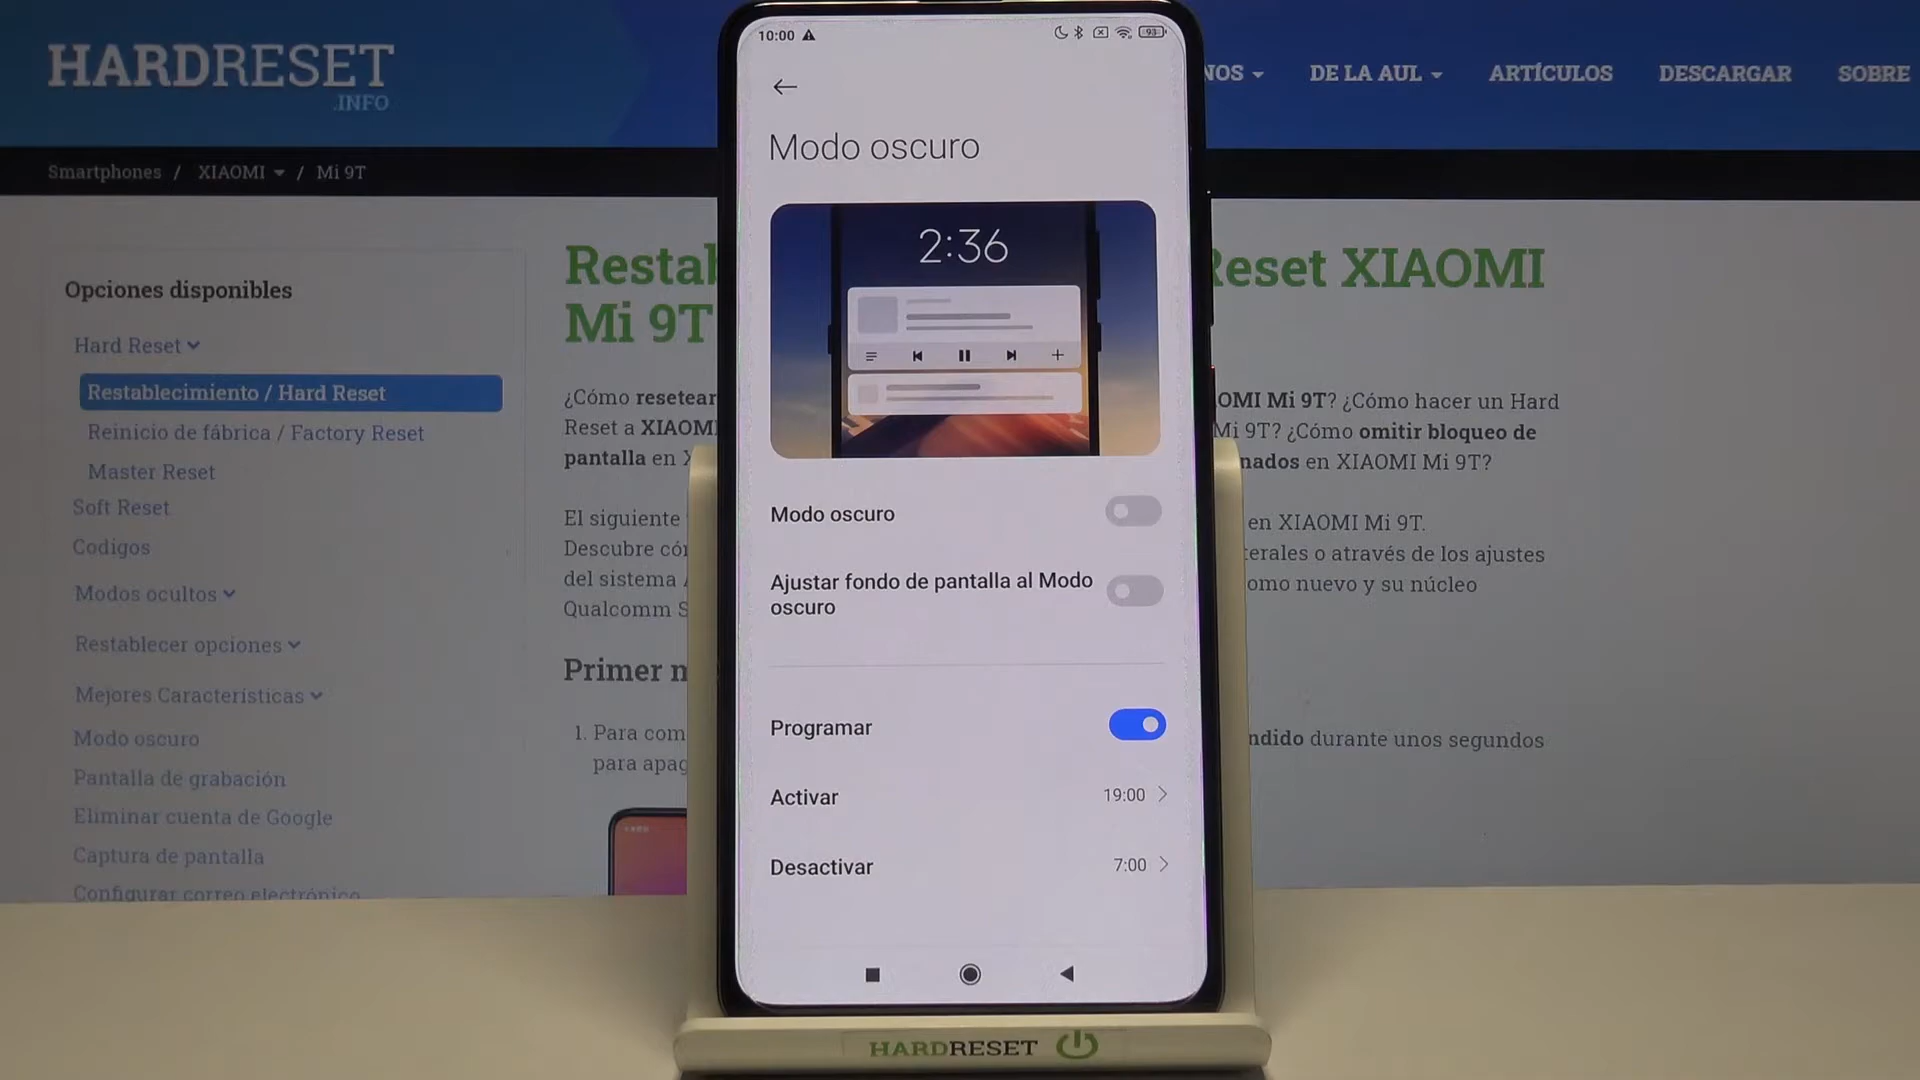 HARDRESET
.INFO
NOS
DE LA AUL
ARTÍCULOS
DESCARGAR
SOBRE
Smartphones / XIAOMI / Mi 9T
Opciones disponibles
Hard Reset
Restablecimiento / Hard Reset
Reinicio de fábrica / Factory Reset
Master Reset
Soft Reset
Codigos
Modos ocultos
Restablecer opciones
Mejores Características
Modo oscuro
Pantalla de grabación
Eliminar cuenta de Google
Captura de pantalla
Configurar correo electrónico
Reset XIAOMI
Mi 9T
¿Cómo resetear
OMI Mi 9T? ¿Cómo hacer un Hard
Reset a XIAOMI
Mi 9T? ¿Cómo omitir bloqueo de
pantalla en
nados en XIAOMI Mi 9T?
El siguiente
en XIAOMI Mi 9T.
Descubre
terales o através de los ajustes
del sistema
omo nuevo y su núcleo
Qualcomm S
Primer
1. Para com
ndido durante unos segundos
para apag
10:00
93
Modo oscuro
2:36
Modo oscuro
Ajustar fondo de pantalla al Modo
oscuro
Programar
Activar 19:00
Desactivar 7:00
HARDRESET